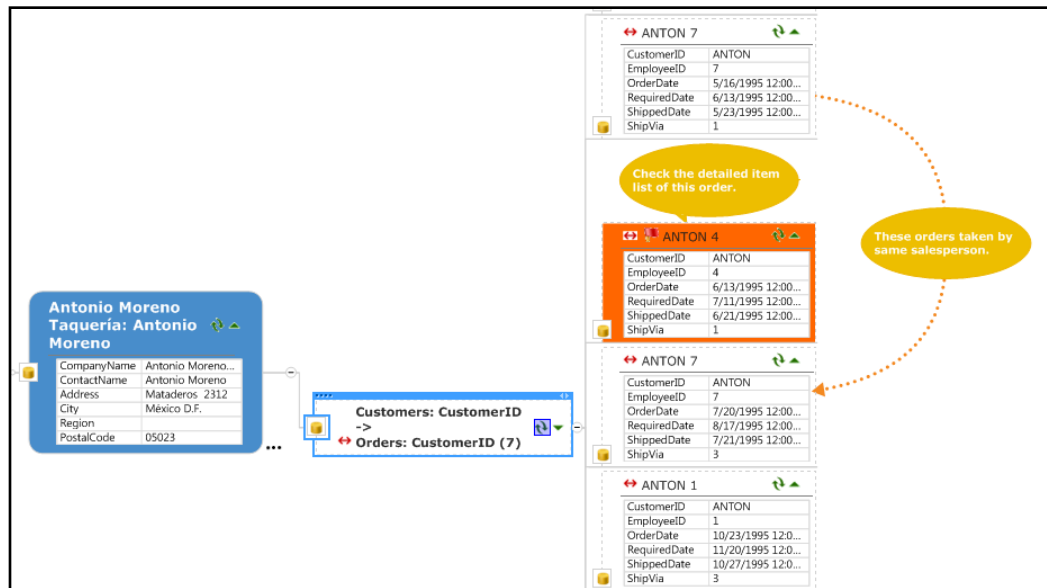 ANTON 7
CustomerID ANTON
EmployeeID 7
OrderDate 5/16/1995 12:00...
RequiredDate 6/13/1995 12:00...
ShippedDate 5/23/1995 12:00...
ShipVia 1
Check the detailed item
list of this order.
ANTON 4
CustomerID ANTON
EmployeeID 4
OrderDate 6/13/1995 12:00...
RequiredDate 7/11/1995 12:00...
ShippedDate 6/21/1995 12:00...
ShipVia 1
These orders taken by
same salesperson.
Antonio Moreno
Taquería: Antonio
Moreno
CompanyName Antonio Moreno...
ContactName Antonio Moreno
Address Mataderos 2312
City México D.F.
Region
PostalCode 05023
...
Customers: CustomerID
->
Orders: CustomerID (7)
ANTON 7
CustomerID ANTON
EmployeeID 7
OrderDate 7/20/1995 12:00...
RequiredDate 8/17/1995 12:00...
ShippedDate 7/21/1995 12:00...
ShipVia 3
ANTON 1
CustomerID ANTON
EmployeeID 1
OrderDate 10/23/1995 12:0...
RequiredDate 11/20/1995 12:0...
ShippedDate 10/27/1995 12:0...
ShipVia 3